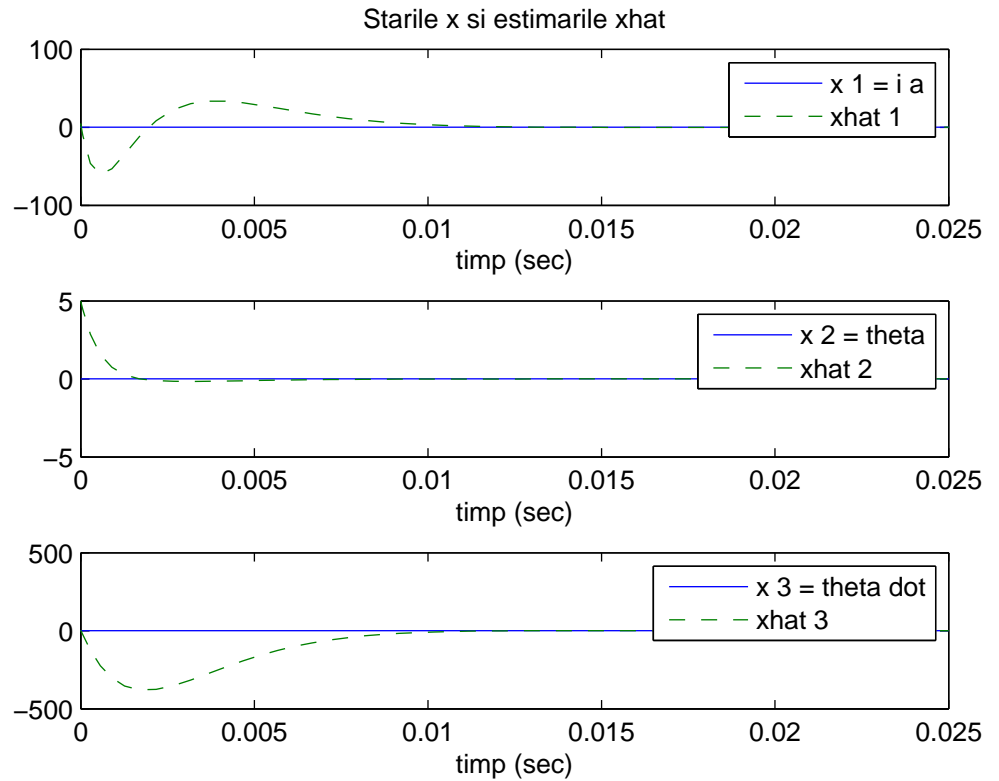 Starile x si estimarile xhat
100
0
−100
x 1 = i a
xhat 1
0 0.005 0.01 0.015 0.02 0.025
timp (sec)
5
0
−5
x 2 = theta
xhat 2
0 0.005 0.01 0.015 0.02 0.025
timp (sec)
500
0
−500
x 3 = theta dot
xhat 3
0 0.005 0.01 0.015 0.02 0.025
timp (sec)